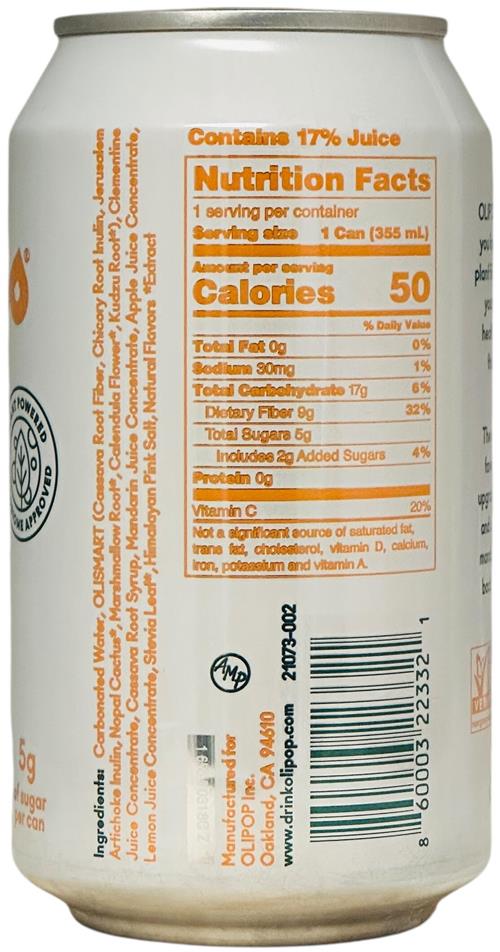 Contains 17% Juice
Nutrition Facts
1 serving per container
Serving size 1 Can (355 mL)
Amount per serving
Calories 50
% Daily Value
Total Fat 0g 0%
Sodium 30mg 1%
Total Carbohydrate 17g 6%
Dietary Fiber 9g 32%
Total Sugars 5g
Includes 2g Added Sugars 4%
Protein 0g
Vitamin C 20%
Not a significant source of saturated fat,
trans fat, cholesterol, vitamin D, calcium,
iron, potassium and vitamin A.
Ingredients: Carbonated Water, OLISMART (Cassava Root Fiber, Chicory Root Inulin, Jerusalem
Artichoke Inulin, Nopal Cactus*, Marshmallow Root*, Calendula Flower*, Kudzu Root*), Clementine
Juice Concentrate, Cassava Root Syrup, Mandarin Juice Concentrate, Apple Juice Concentrate,
Lemon Juice Concentrate, Stevia Leaf*, Himalayan Pink Salt, Natural Flavors *Extract
POWERED
APPROVED
5g
of sugar
per can
AMP
21073-002
Manufactured for
OLIPOP Inc.
Oakland, CA 94610
www.drinkolipop.com
8 60003 22332 1